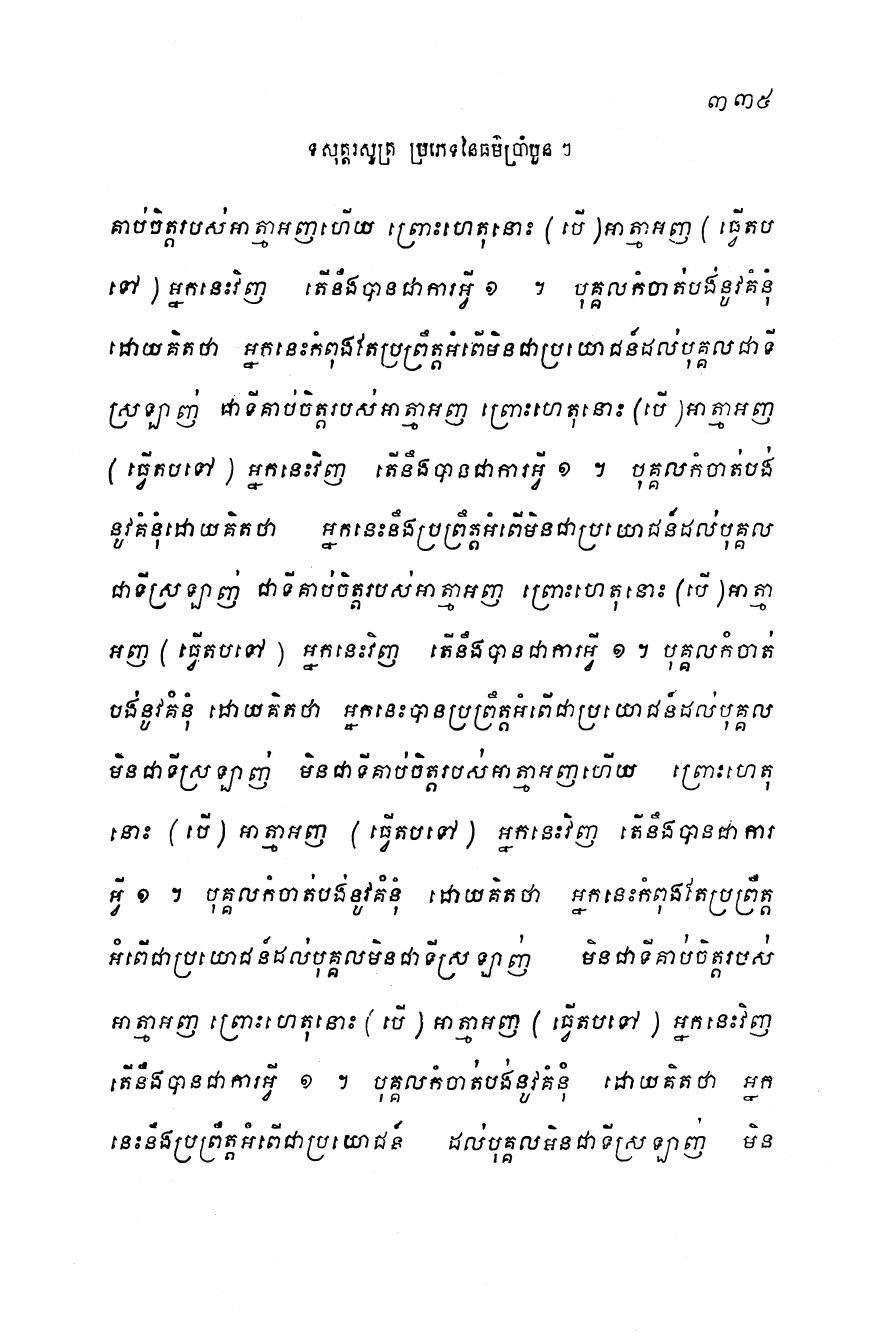 ៣៣៥
ទសុត្តរសូត្រ ប្រភេទនៃធម៌ប្រាំបួន ៗ
គាប់ចិត្តរបស់អាត្មាអញហើយ ព្រោះហេតុនោះ (បើ)អាត្មាអញ (ធ្វើតប
ទៅ) អ្នកនេះវិញ តើនឹងបានជាការអ្វី ១ ។ បុគ្គលកំចាត់បង់នូវគំនុំ
ដោយគិតថា អ្នកនេះកំពុងតែប្រព្រឹត្តអំពើមិនជាប្រយោជន៍ដល់បុគ្គលជាទី
ស្រឡាញ់ ជាទីគាប់ចិត្តរបស់អាត្មាអញ ព្រោះហេតុនោះ (បើ)អាត្មាអញ
(ធ្វើតបទៅ) អ្នកនេះវិញ តើនឹងបានជាការអ្វី ១ ។ បុគ្គលកំចាត់បង់
នូវគំនុំដោយគិតថា អ្នកនេះនឹងប្រព្រឹត្តអំពើមិនជាប្រយោជន៍ដល់បុគ្គល
ជាទីស្រឡាញ់ ជាទីគាប់ចិត្តរបស់អាត្មាអញ ព្រោះហេតុនោះ (បើ)អាត្មា
អញ (ធ្វើតបទៅ) អ្នកនេះវិញ តើនឹងបានជាការអ្វី ១ ។ បុគ្គលកំចាត់
បង់នូវគំនុំ ដោយគិតថា អ្នកនេះបានប្រព្រឹត្តអំពើជាប្រយោជន៍ដល់បុគ្គល
មិនជាទីស្រឡាញ់ មិនជាទីគាប់ចិត្តរបស់អាត្មាអញហើយ ព្រោះហេតុ
នោះ (បើ) អាត្មាអញ (ធ្វើតបទៅ) អ្នកនេះវិញ តើនឹងបានជាការ
អ្វី ១ ។ បុគ្គលកំចាត់បង់នូវគំនុំ ដោយគិតថា អ្នកនេះកំពុងតែប្រព្រឹត្ត
អំពើជាប្រយោជន៍ដល់បុគ្គលមិនជាទីស្រឡាញ់ មិនជាទីគាប់ចិត្តរបស់
អាត្មាអញ ព្រោះហេតុនោះ (បើ) អាត្មាអញ (ធ្វើតបទៅ) អ្នកនេះវិញ
តើនឹងបានជាការអ្វី ១ ។ បុគ្គលកំចាត់បង់នូវគំនុំ ដោយគិតថា អ្នក
នេះនឹងប្រព្រឹត្តអំពើជាប្រយោជន៍ ដល់បុគ្គលមិនជាទីស្រឡាញ់ មិន